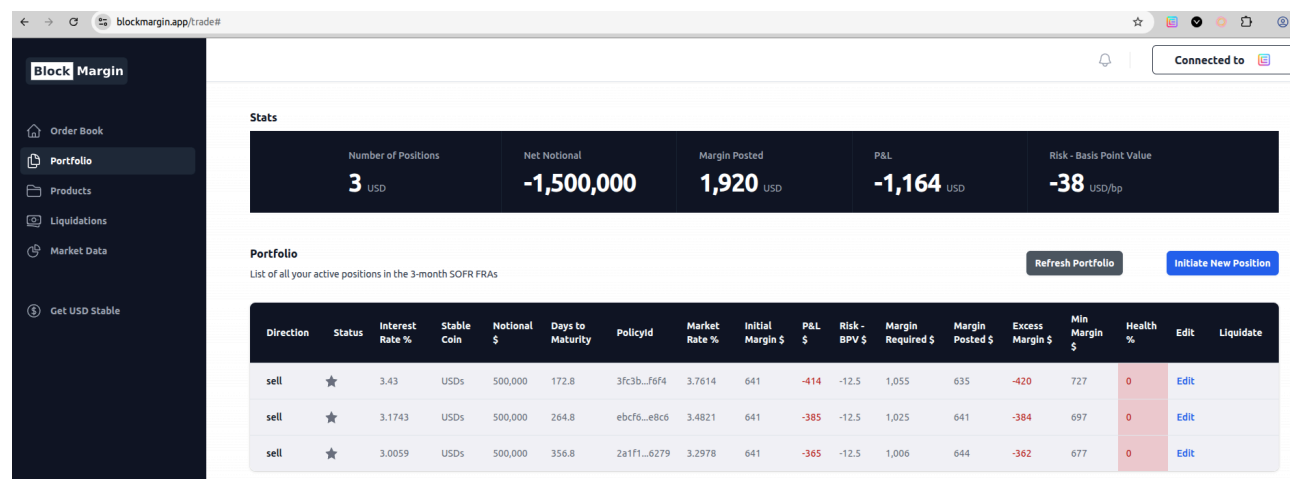 blockmargin.app/trade#
Block Margin
Connected to
Order Book
Portfolio
Products
Liquidations
Market Data
Get USD Stable
Stats
Number of Positions
3 USD
Net Notional
-1,500,000
Margin Posted
1,920 USD
P&L
-1,164 USD
Risk - Basis Point Value
-38 USD/bp
Portfolio
List of all your active positions in the 3-month SOFR FRAs
Refresh Portfolio
Initiate New Position
Direction Status Interest Rate % Stable Coin Notional $ Days to Maturity PolicyId Market Rate % Initial Margin $ P&L $ Risk - BPV $ Margin Required $ Margin Posted $ Excess Margin $ Min Margin $ Health % Edit Liquidate
sell 3.43 USDs 500,000 172.8 3fc3b...f6f4 3.7614 641 -414 -12.5 1,055 635 -420 727 0 Edit
sell 3.1743 USDs 500,000 264.8 ebcf6...e8c6 3.4821 641 -385 -12.5 1,025 641 -384 697 0 Edit
sell 3.0059 USDs 500,000 356.8 2a1f1...6279 3.2978 641 -365 -12.5 1,006 644 -362 677 0 Edit